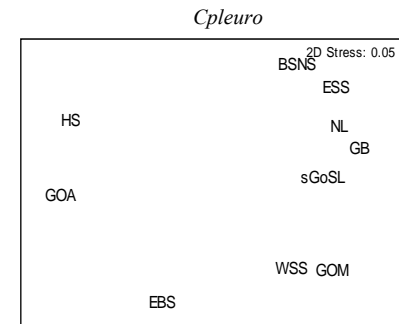 Cpleuro
2D Stress: 0.05
BSNS
ESS
HS
NL
GB
sGoSL
GOA
WSS GOM
EBS